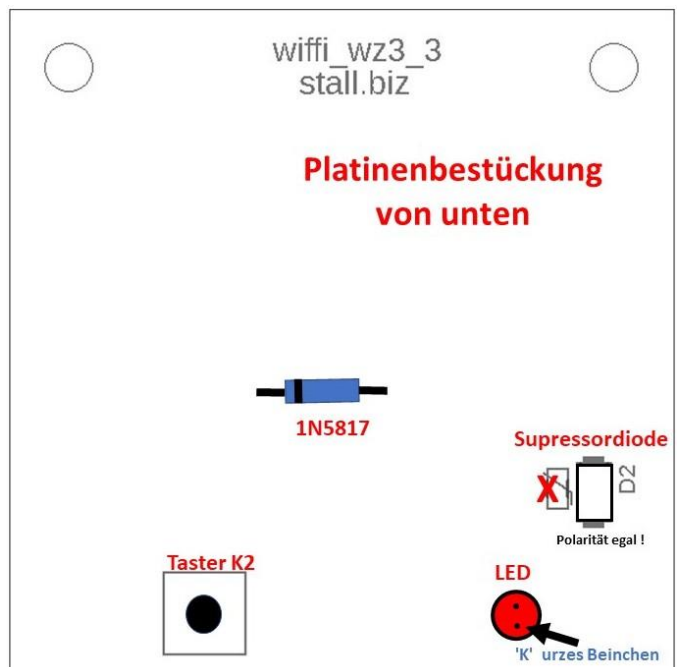 wiffi_wz3_3
stall.biz
Platinenbestückung
von unten
1N5817
Supressordiode
X
D2
Polarität egal !
Taster K2
LED
'K' urzes Beinchen